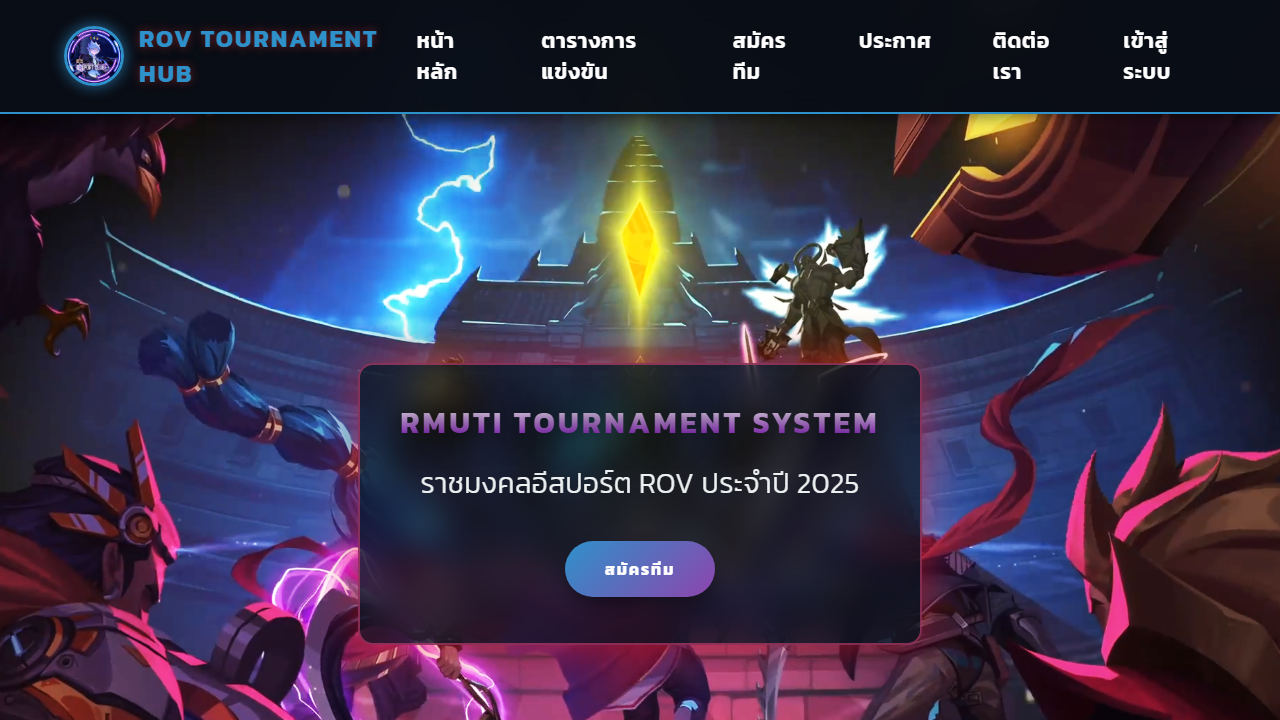 ROV TOURNAMENT
HUB
หน้า
หลัก
ตารางการ
แข่งขัน
สมัคร
ทีม
ประกาศ
ติดต่อ
เรา
เข้าสู่
ระบบ
RMUTI TOURNAMENT SYSTEM
ราชมงคลอีสปอร์ต ROV ประจำปี 2025
สมัครทีม